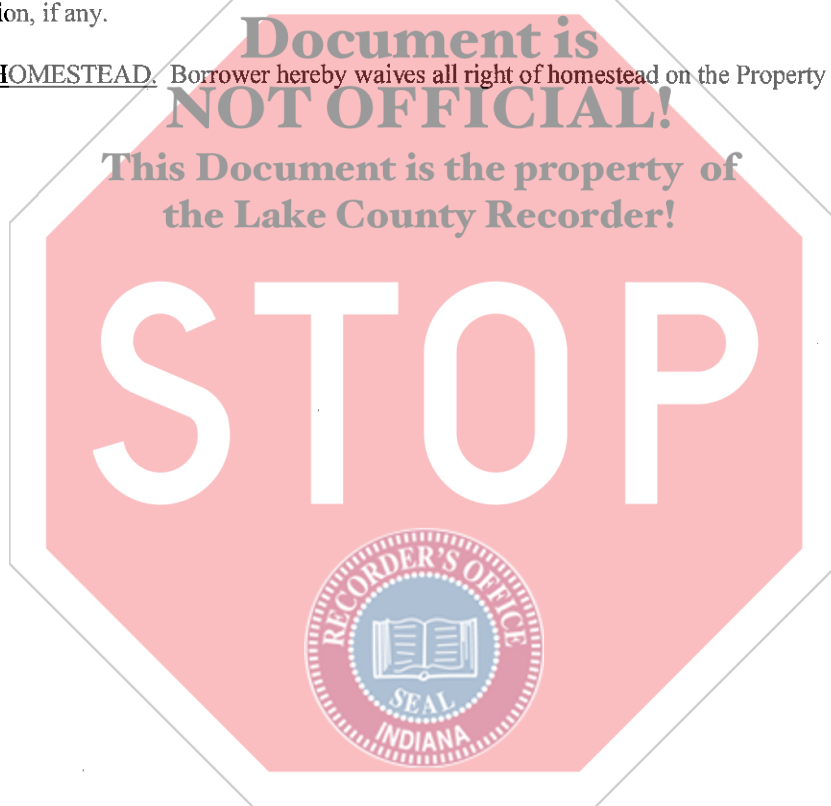 ion, if any.
Document is
HOMESTEAD. Borrower hereby waives all right of homestead on the Property
NOT OFFICIAL!
This Document is the property of
the Lake County Recorder!
STOP
RECORDER'S OFFICE
SEAL
INDIANA